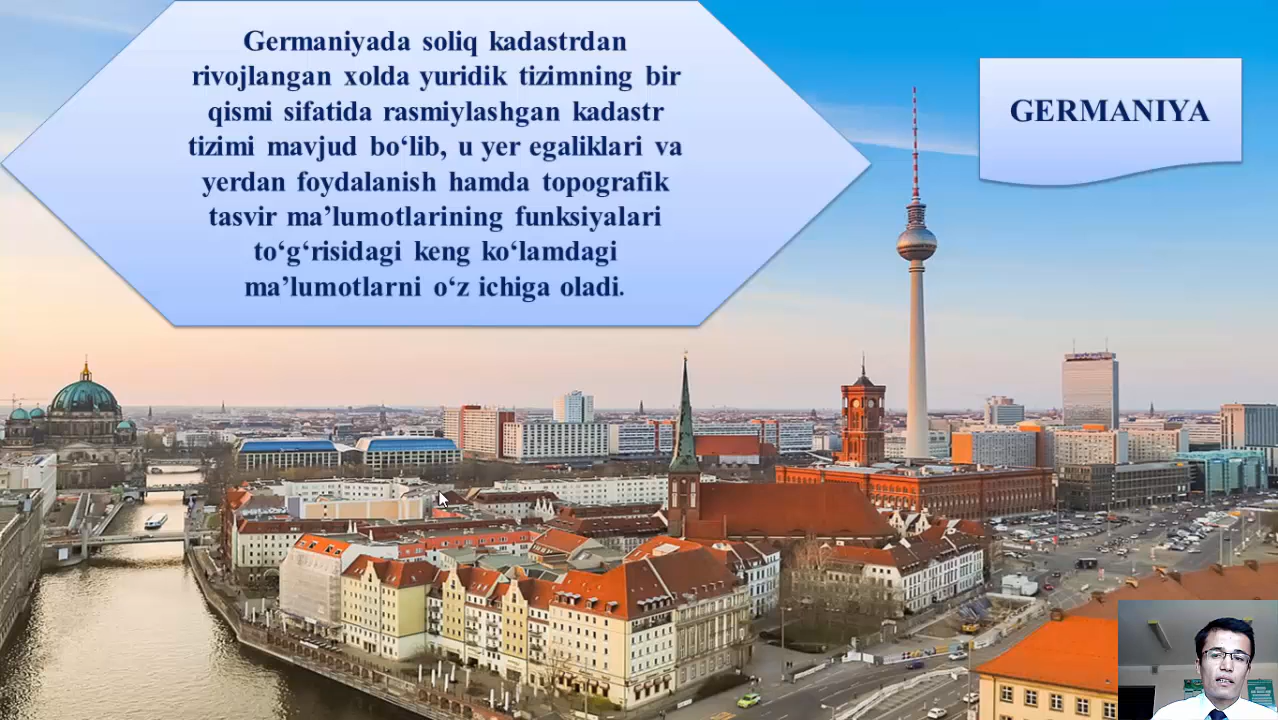 Germaniyada soliq kadastrdan
rivojlangan xolda yuridik tizimning bir
qismi sifatida rasmiylashgan kadastr
tizimi mavjud bo‘lib, u yer egaliklari va
yerdan foydalanish hamda topografik
tasvir ma’lumotlarining funksiyalari
to‘g‘risidagi keng ko‘lamdagi
ma’lumotlarni o‘z ichiga oladi.
GERMANIYA